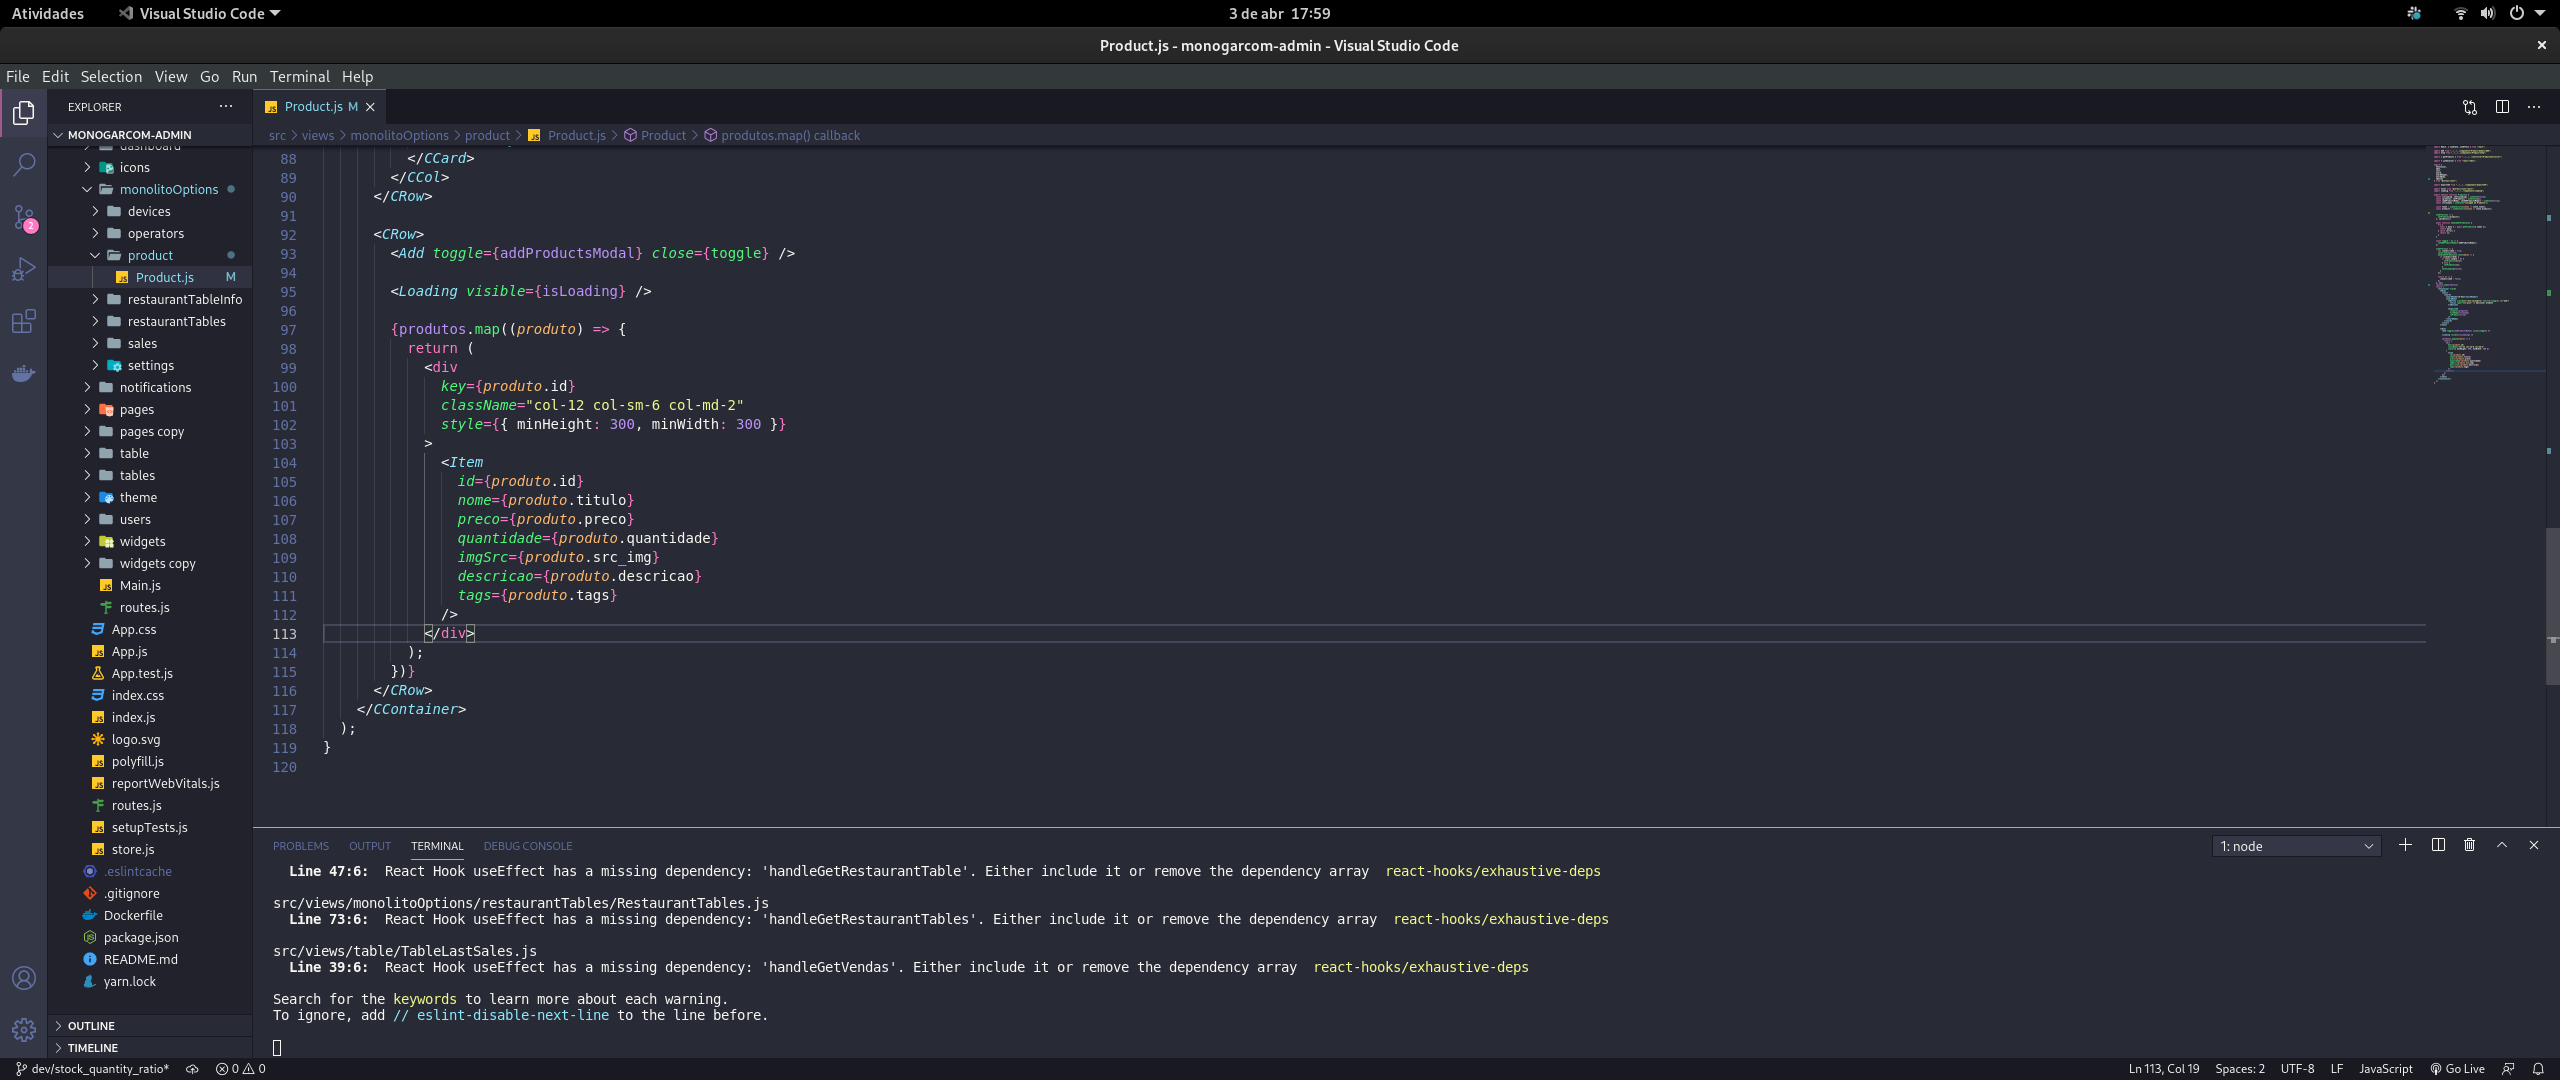 Atividades
Visual Studio Code
3 de abr 17:59
Product.js - monogarcom-admin - Visual Studio Code
File Edit Selection View Go Run Terminal Help
EXPLORER
MONOGARCOM-ADMIN
dashboard
icons
monolitoOptions
devices
operators
product
Product.js M
restaurantTableInfo
restaurantTables
sales
settings
notifications
pages
pages copy
table
tables
theme
users
widgets
widgets copy
Main.js
routes.js
App.css
App.js
App.test.js
index.css
index.js
logo.svg
polyfill.js
reportWebVitals.js
routes.js
setupTests.js
store.js
.eslintcache
.gitignore
Dockerfile
package.json
README.md
yarn.lock
OUTLINE
TIMELINE
2
Product.js M
src > views > monolitoOptions > product > Product.js > Product > produtos.map() callback
88 </CCard>
89 </CCol>
90 </CRow>
91
92 <CRow>
93 <Add toggle={addProductsModal} close={toggle} />
94
95 <Loading visible={isLoading} />
96
97 {produtos.map((produto) => {
98 return (
99 <div
100 key={produto.id}
101 className="col-12 col-sm-6 col-md-2"
102 style={{ minHeight: 300, minWidth: 300 }}
103 >
104 <Item
105 id={produto.id}
106 nome={produto.titulo}
107 preco={produto.preco}
108 quantidade={produto.quantidade}
109 imgSrc={produto.src_img}
110 descricao={produto.descricao}
111 tags={produto.tags}
112 />
113 </div>
114 );
115 })}
116 </CRow>
117 </CContainer>
118 );
119 }
120
PROBLEMS OUTPUT TERMINAL DEBUG CONSOLE
1: node
Line 47:6: React Hook useEffect has a missing dependency: 'handleGetRestaurantTable'. Either include it or remove the dependency array react-hooks/exhaustive-deps
src/views/monolitoOptions/restaurantTables/RestaurantTables.js
Line 73:6: React Hook useEffect has a missing dependency: 'handleGetRestaurantTables'. Either include it or remove the dependency array react-hooks/exhaustive-deps
src/views/table/TableLastSales.js
Line 39:6: React Hook useEffect has a missing dependency: 'handleGetVendas'. Either include it or remove the dependency array react-hooks/exhaustive-deps
Search for the keywords to learn more about each warning.
To ignore, add // eslint-disable-next-line to the line before.
dev/stock_quantity_ratio* 0 0
Ln 113, Col 19 Spaces: 2 UTF-8 LF JavaScript Go Live